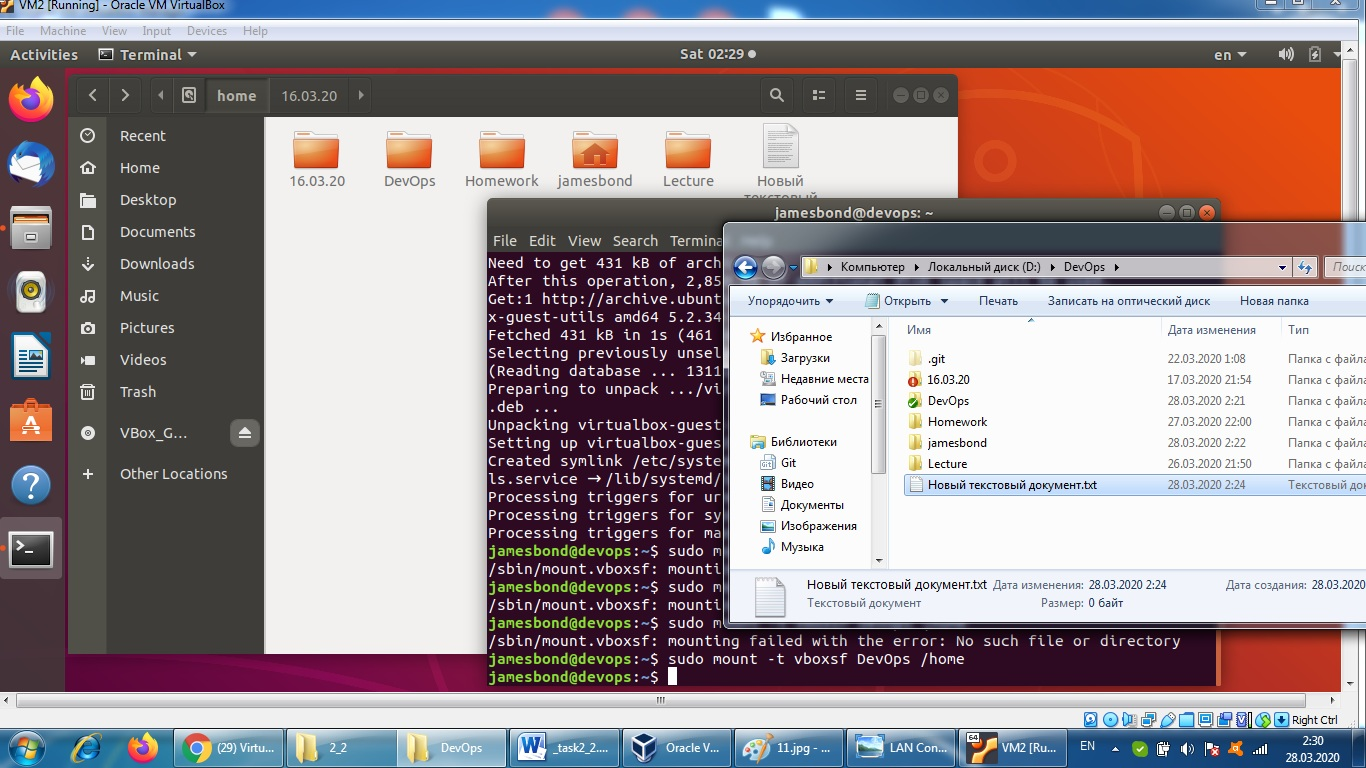 VM2 [Running] - Oracle VM VirtualBox
File Machine View Input Devices Help
Activities Terminal Sat 02:29 en
home 16.03.20
Recent
Home
Desktop
Documents
Downloads
Music
Pictures
Videos
Trash
VBox_G...
Other Locations
16.03.20 DevOps Homework jamesbond Lecture Новый
текстовый
jamesbond@devops: ~
File Edit View Search Termina
Need to get 431 kB of arch
After this operation, 2,85
Get:1 http://archive.ubunt
x-guest-utils amd64 5.2.34
Fetched 431 kB in 1s (461
Selecting previously unsel
(Reading database ... 1311
Preparing to unpack .../vi
.deb ...
Unpacking virtualbox-guest
Setting up virtualbox-gues
Created symlink /etc/syste
ls.service → /lib/systemd/
Processing triggers for ur
Processing triggers for sy
Processing triggers for ma
jamesbond@devops:~$ sudo m
/sbin/mount.vboxsf: mounti
jamesbond@devops:~$ sudo m
/sbin/mount.vboxsf: mounti
jamesbond@devops:~$ sudo m
/sbin/mount.vboxsf: mounting failed with the error: No such file or directory
jamesbond@devops:~$ sudo mount -t vboxsf DevOps /home
jamesbond@devops:~$
Компьютер Локальный диск (D:) DevOps Поис
Упорядочить Открыть Печать Записать на оптический диск Новая папка
Избранное
Загрузки
Недавние места
Рабочий стол
Библиотеки
Git
Видео
Документы
Изображения
Музыка
Имя Дата изменения Тип
.git 22.03.2020 1:08 Папка с файла
16.03.20 17.03.2020 21:54 Папка с файла
DevOps 28.03.2020 2:21 Папка с файла
Homework 27.03.2020 22:00 Папка с файла
jamesbond 28.03.2020 2:22 Папка с файла
Lecture 26.03.2020 21:50 Папка с файла
Новый текстовый документ.txt 28.03.2020 2:24 Текстовый док
Новый текстовый документ.txt Дата изменения: 28.03.2020 2:24 Дата создания: 28.03.2020
Текстовый документ Размер: 0 байт
Right Ctrl
(29) Virtu... 2_2 DevOps _task2_2.... Oracle V... 11.jpg - ... LAN Con... 64 VM2 [Ru... EN 2:30
28.03.2020